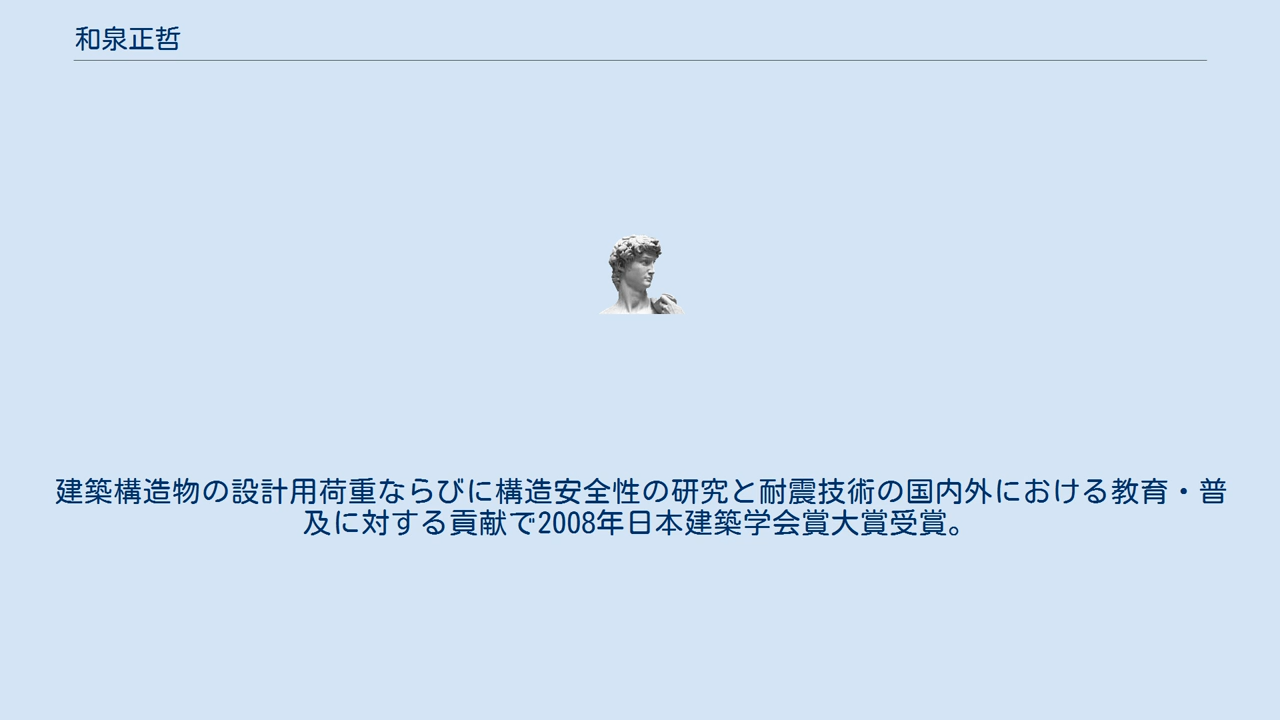 和泉正哲
建築構造物の設計用荷重ならびに構造安全性の研究と耐震技術の国内外における教育・普
及に対する貢献で2008年日本建築学会賞大賞受賞。